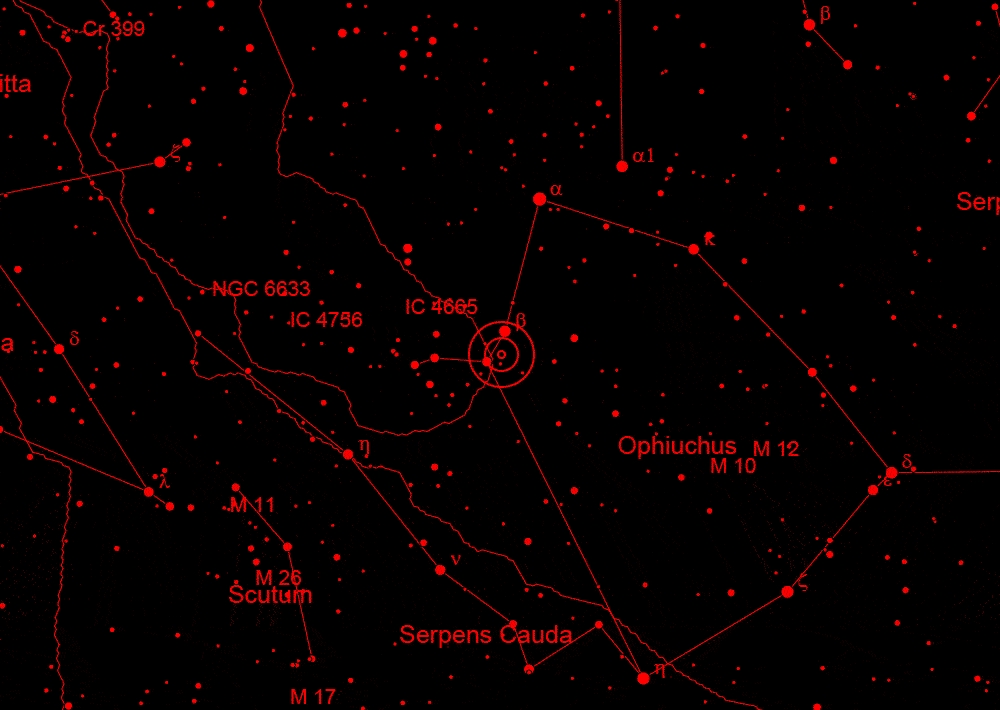 β
Cr 399
itta
ξ
α1
α
Serp
κ
NGC 6633
IC 4665
IC 4756
β
δ
a
η
Ophiuchus
M 12
M 10
δ
λ
ε
M 11
ν
M 26
ζ
Scutum
Serpens Cauda
η
M 17